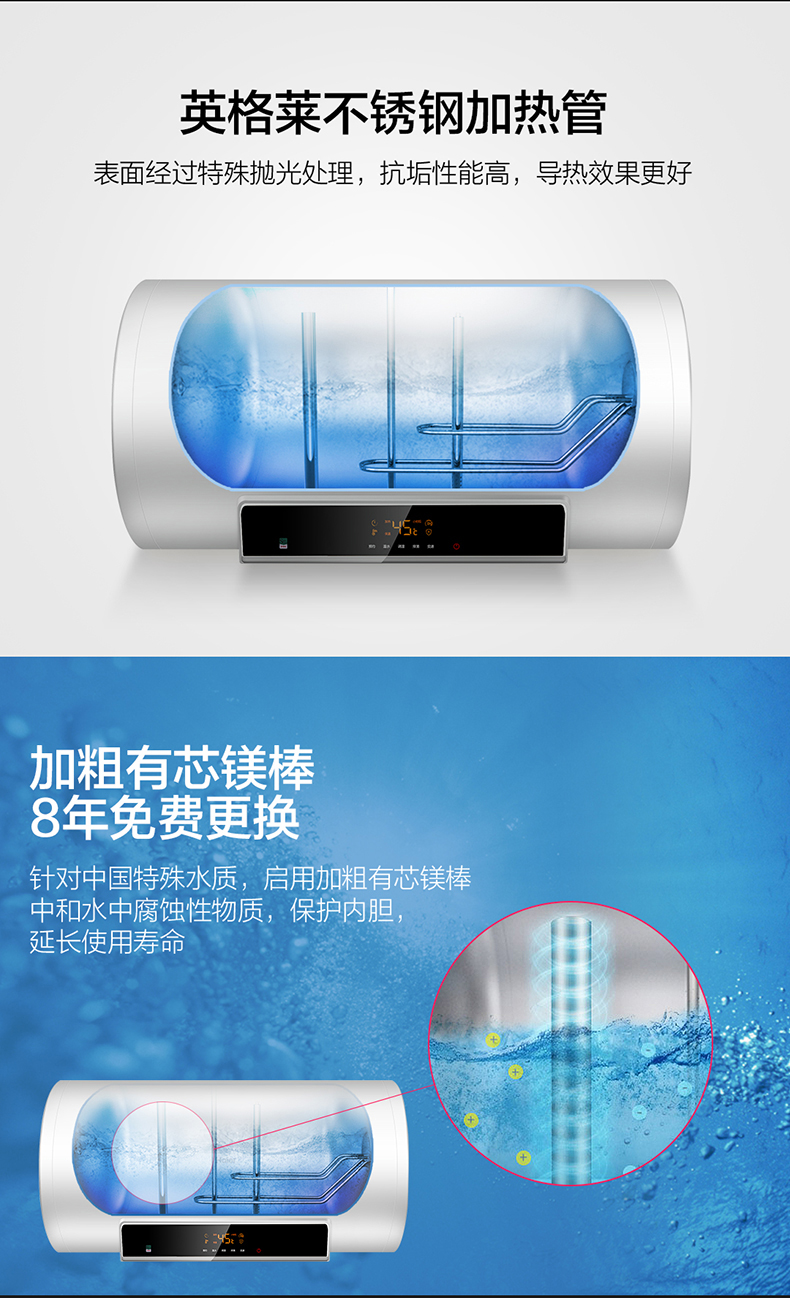 英格莱不锈钢加热管
表面经过特殊抛光处理，抗垢性能高，导热效果更好
45℃
加粗有芯镁棒
8年免费更换
针对中国特殊水质，启用加粗有芯镁棒
中和水中腐蚀性物质，保护内胆，
延长使用寿命
45℃